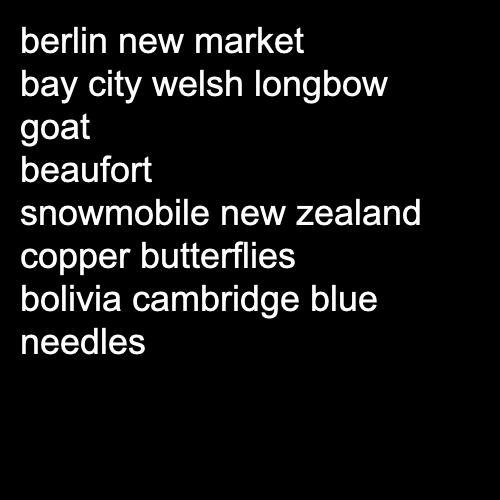 berlin new market
bay city welsh longbow
goat
beaufort
snowmobile new zealand
copper butterflies
bolivia cambridge blue
needles